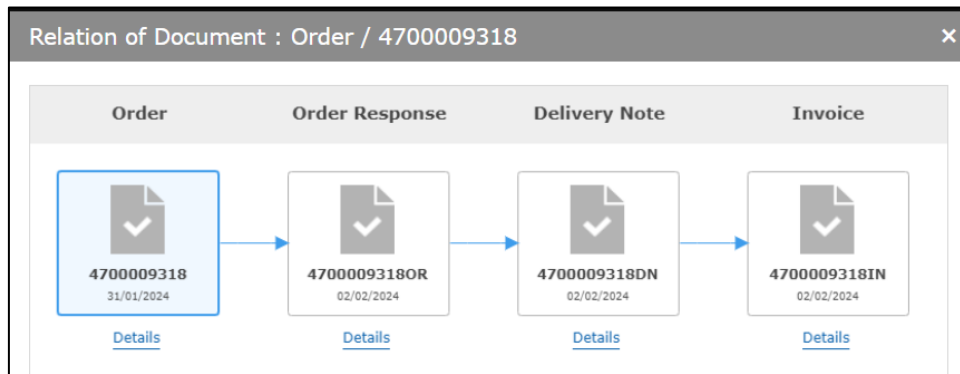 Relation of Document : Order / 4700009318 ×
Order Order Response Delivery Note Invoice
4700009318 4700009318OR 4700009318DN 4700009318IN
31/01/2024 02/02/2024 02/02/2024 02/02/2024
Details Details Details Details